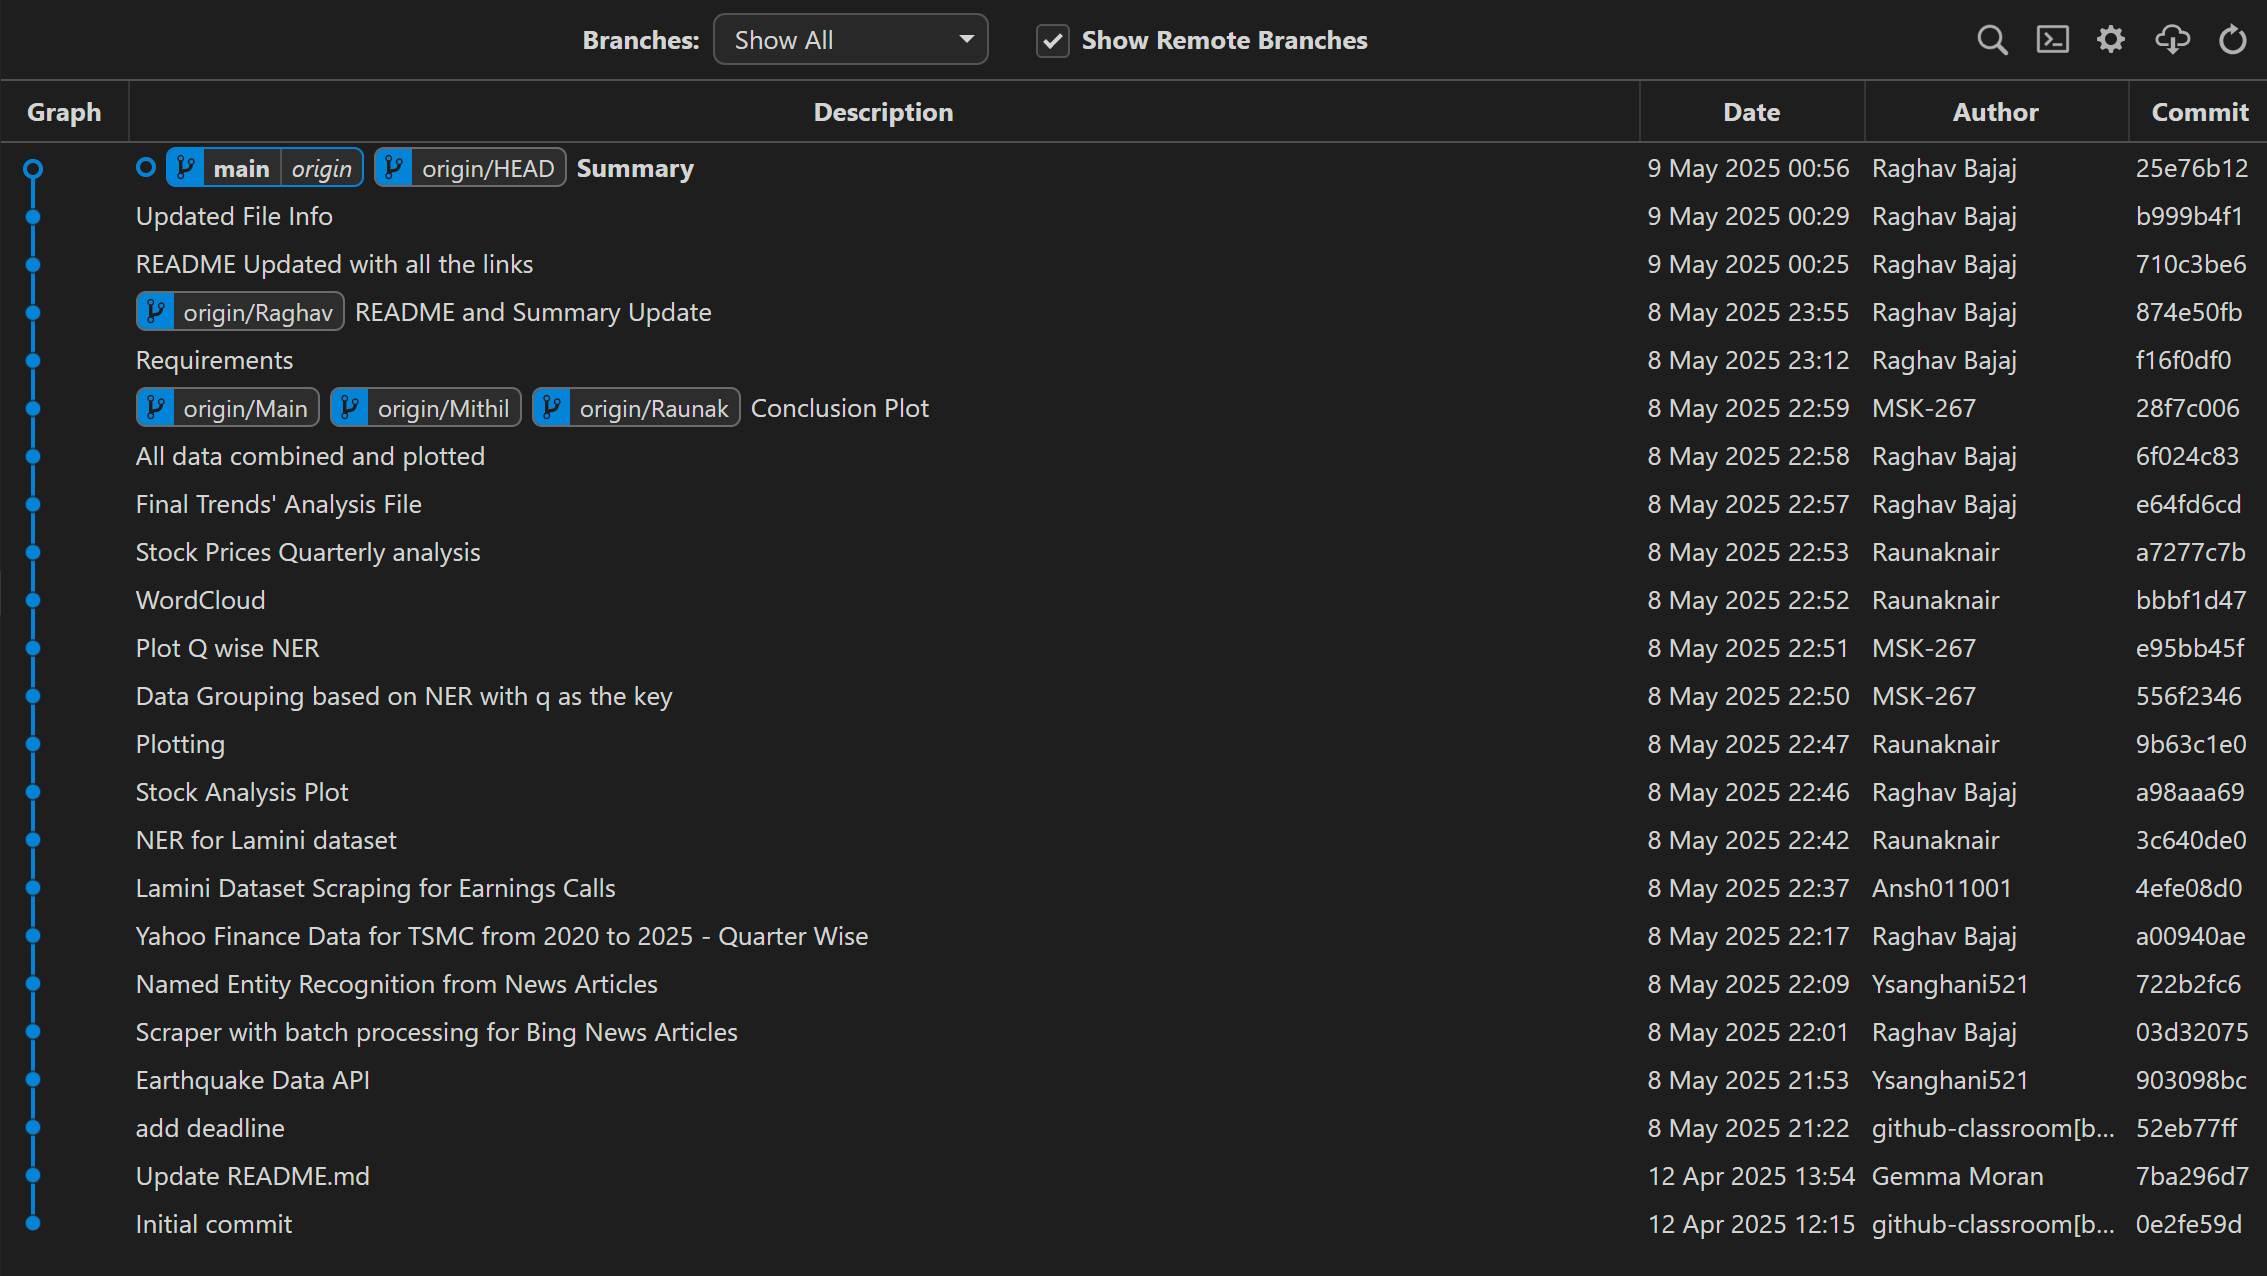 Branches: Show All Show Remote Branches
Graph Description Date Author Commit
main origin origin/HEAD Summary 9 May 2025 00:56 Raghav Bajaj 25e76b12
Updated File Info 9 May 2025 00:29 Raghav Bajaj b999b4f1
README Updated with all the links 9 May 2025 00:25 Raghav Bajaj 710c3be6
origin/Raghav README and Summary Update 8 May 2025 23:55 Raghav Bajaj 874e50fb
Requirements 8 May 2025 23:12 Raghav Bajaj f16f0df0
origin/Main origin/Mithil origin/Raunak Conclusion Plot 8 May 2025 22:59 MSK-267 28f7c006
All data combined and plotted 8 May 2025 22:58 Raghav Bajaj 6f024c83
Final Trends' Analysis File 8 May 2025 22:57 Raghav Bajaj e64fd6cd
Stock Prices Quarterly analysis 8 May 2025 22:53 Raunaknair a7277c7b
WordCloud 8 May 2025 22:52 Raunaknair bbbf1d47
Plot Q wise NER 8 May 2025 22:51 MSK-267 e95bb45f
Data Grouping based on NER with q as the key 8 May 2025 22:50 MSK-267 556f2346
Plotting 8 May 2025 22:47 Raunaknair 9b63c1e0
Stock Analysis Plot 8 May 2025 22:46 Raghav Bajaj a98aaa69
NER for Lamini dataset 8 May 2025 22:42 Raunaknair 3c640de0
Lamini Dataset Scraping for Earnings Calls 8 May 2025 22:37 Ansh011001 4efe08d0
Yahoo Finance Data for TSMC from 2020 to 2025 - Quarter Wise 8 May 2025 22:17 Raghav Bajaj a00940ae
Named Entity Recognition from News Articles 8 May 2025 22:09 Ysanghani521 722b2fc6
Scraper with batch processing for Bing News Articles 8 May 2025 22:01 Raghav Bajaj 03d32075
Earthquake Data API 8 May 2025 21:53 Ysanghani521 903098bc
add deadline 8 May 2025 21:22 github-classroom[b... 52eb77ff
Update README.md 12 Apr 2025 13:54 Gemma Moran 7ba296d7
Initial commit 12 Apr 2025 12:15 github-classroom[b... 0e2fe59d